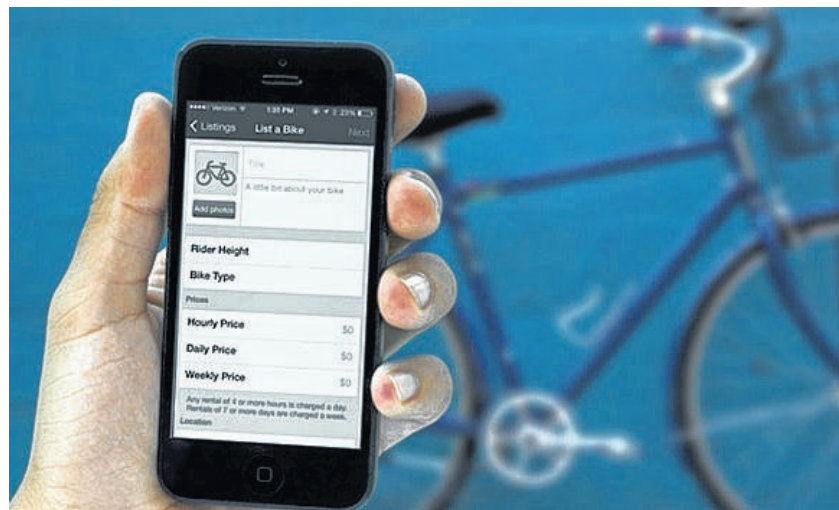 Verizon 1:35 PM 23%
Listings List a Bike Next
Title
A little bit about your bike
Add photos
Rider Height
Bike Type
Prices
Hourly Price $0
Daily Price $0
Weekly Price $0
Any rental of 4 or more hours is charged a day.
Rentals of 7 or more days are charged a week.
Location